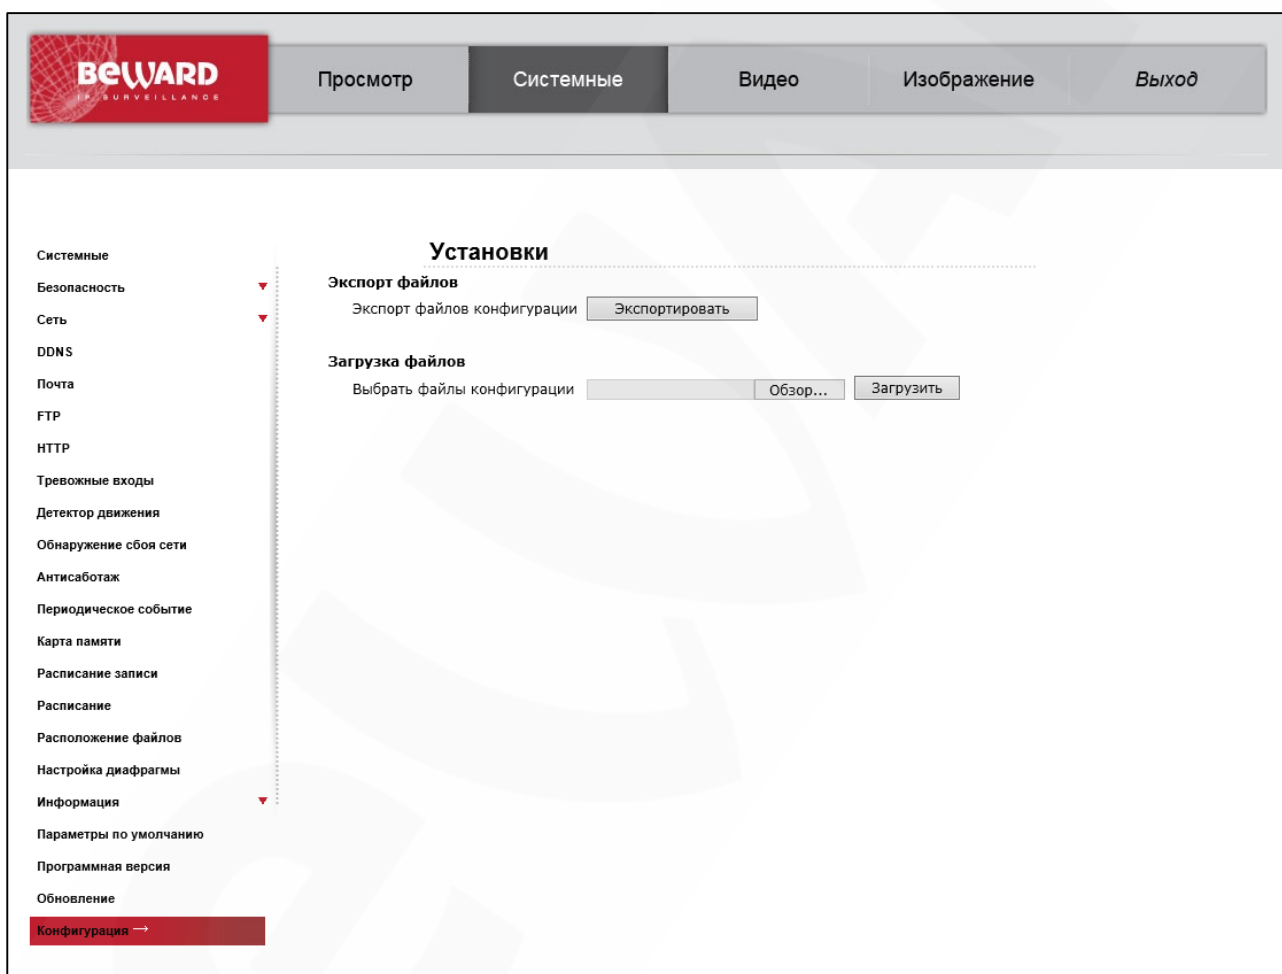 BEWARD
IP SURVEILLANCE
Просмотр Системные Видео Изображение Выход
Установки
Системные
Безопасность
Сеть
DDNS
Почта
FTP
HTTP
Тревожные входы
Детектор движения
Обнаружение сбоя сети
Антисаботаж
Периодическое событие
Карта памяти
Расписание записи
Расписание
Расположение файлов
Настройка диафрагмы
Информация
Параметры по умолчанию
Программная версия
Обновление
Конфигурация →
Экспорт файлов
Экспорт файлов конфигурации Экспортировать
Загрузка файлов
Выбрать файлы конфигурации Обзор... Загрузить